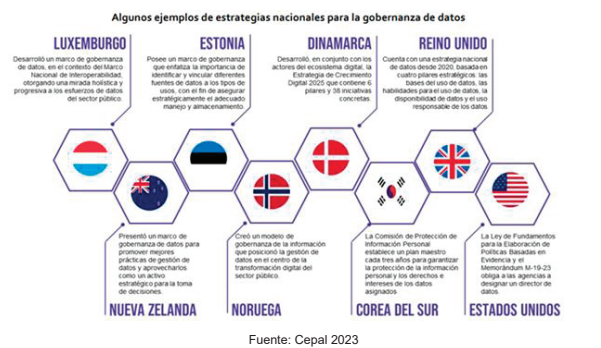 Algunos ejemplos de estrategias nacionales para la gobernanza de datos
LUXEMBURGO
Desarrolló un marco de gobernanza
de datos, en el contexto del Marco
Nacional de Interoperabilidad,
otorgando una mirada holística y
progresiva a los esfuerzos de datos
del sector público.
ESTONIA
Posee un marco de gobernanza
que enfatiza la importancia de
identificar y vincular diferentes
fuentes de datos a los tipos de
usos, con el fin de asegurar
estratégicamente el adecuado
manejo y almacenamiento.
DINAMARCA
Desarrolló, en conjunto con los
actores del ecosistema digital, la
Estrategia de Crecimiento
Digital 2025 que contiene 6
pilares y 38 iniciativas
concretas.
REINO UNIDO
Cuenta con una estrategia nacional
de datos desde 2020, basada en
cuatro pilares estratégicos, las
bases del uso de datos, las
habilidades para el uso de datos, la
disponibilidad de datos y el uso
responsable de los datos
Presentó un marco de
gobernanza de datos para
promover mejores
prácticas de gestión de
datos y aprovecharlos
como un activo
estratégico para la toma
de decisiones.
NUEVA ZELANDA
Creó un modelo de
gobernanza de la información
que posicionó la gestión de
datos en el centro de la
transformación digital del
sector público.
NORUEGA
La Comisión de Protección de
Información Personal
establece un plan maestro
cada tres años para garantizar
la protección de la información
personal y los derechos e
intereses de los datos
asignados
COREA DEL SUR
La Ley de Fundamentos
para la Elaboración de
Políticas Basadas en
Evidencia y el
Memorándum M-19-23
obliga a las agencias a
designar un director de
datos.
ESTADOS UNIDOS
Fuente: Cepal 2023